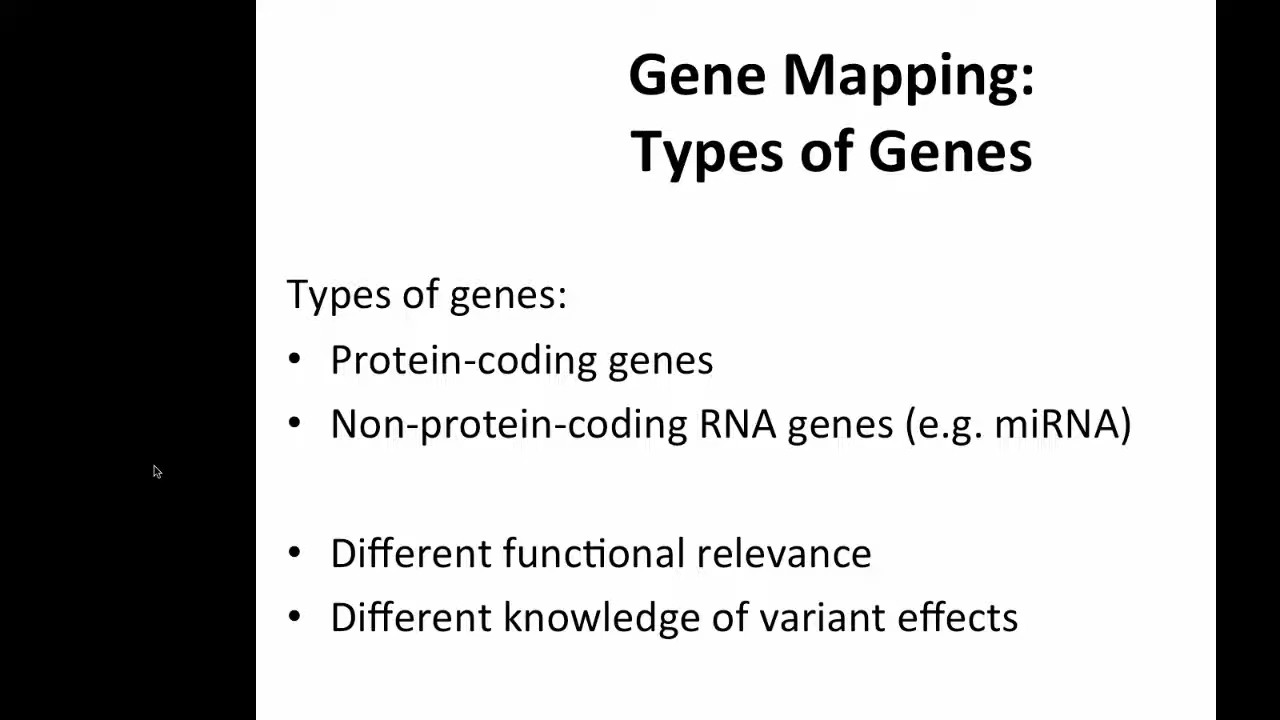 Gene Mapping:
Types of Genes
Types of genes:
• Protein-coding genes
• Non-protein-coding RNA genes (e.g. miRNA)
• Different functional relevance
• Different knowledge of variant effects